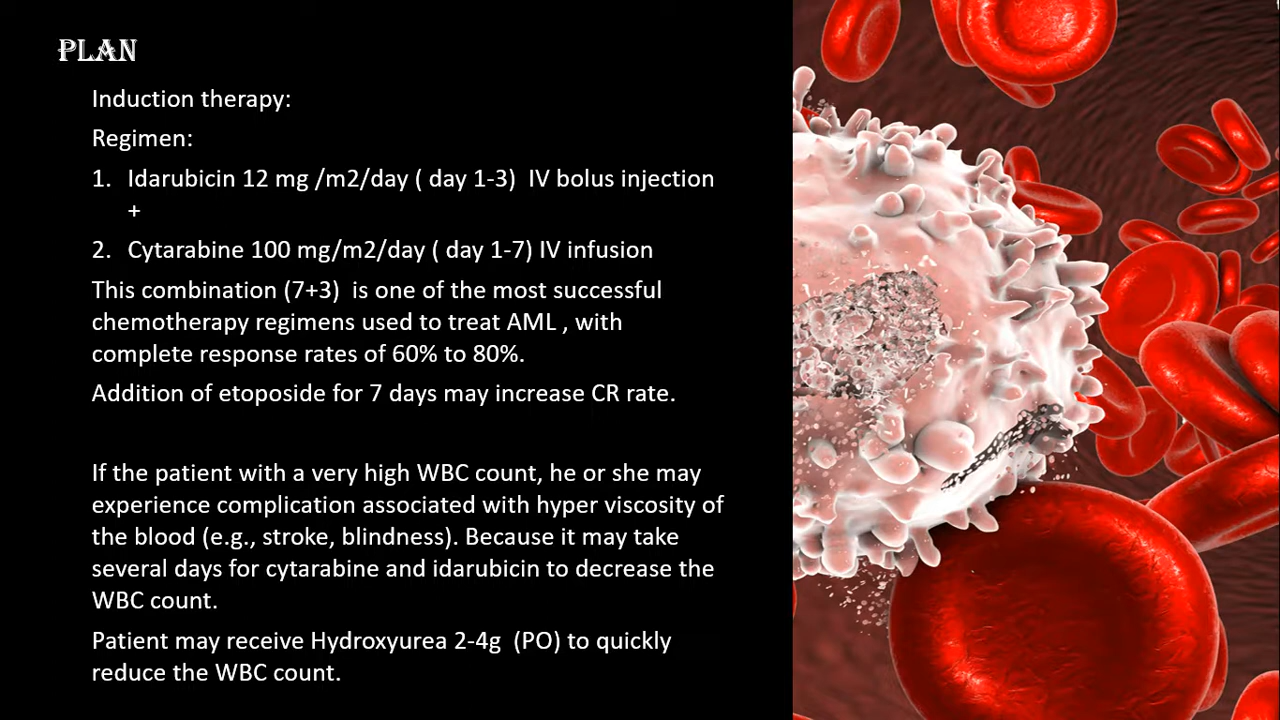 PLAN
Induction therapy:
Regimen:
1. Idarubicin 12 mg /m2/day ( day 1-3)  IV bolus injection
+
2. Cytarabine 100 mg/m2/day ( day 1-7) IV infusion
This combination (7+3)  is one of the most successful
chemotherapy regimens used to treat AML , with
complete response rates of 60% to 80%.
Addition of etoposide for 7 days may increase CR rate.
If the patient with a very high WBC count, he or she may
experience complication associated with hyper viscosity of
the blood (e.g., stroke, blindness). Because it may take
several days for cytarabine and idarubicin to decrease the
WBC count.
Patient may receive Hydroxyurea 2-4g  (PO) to quickly
reduce the WBC count.